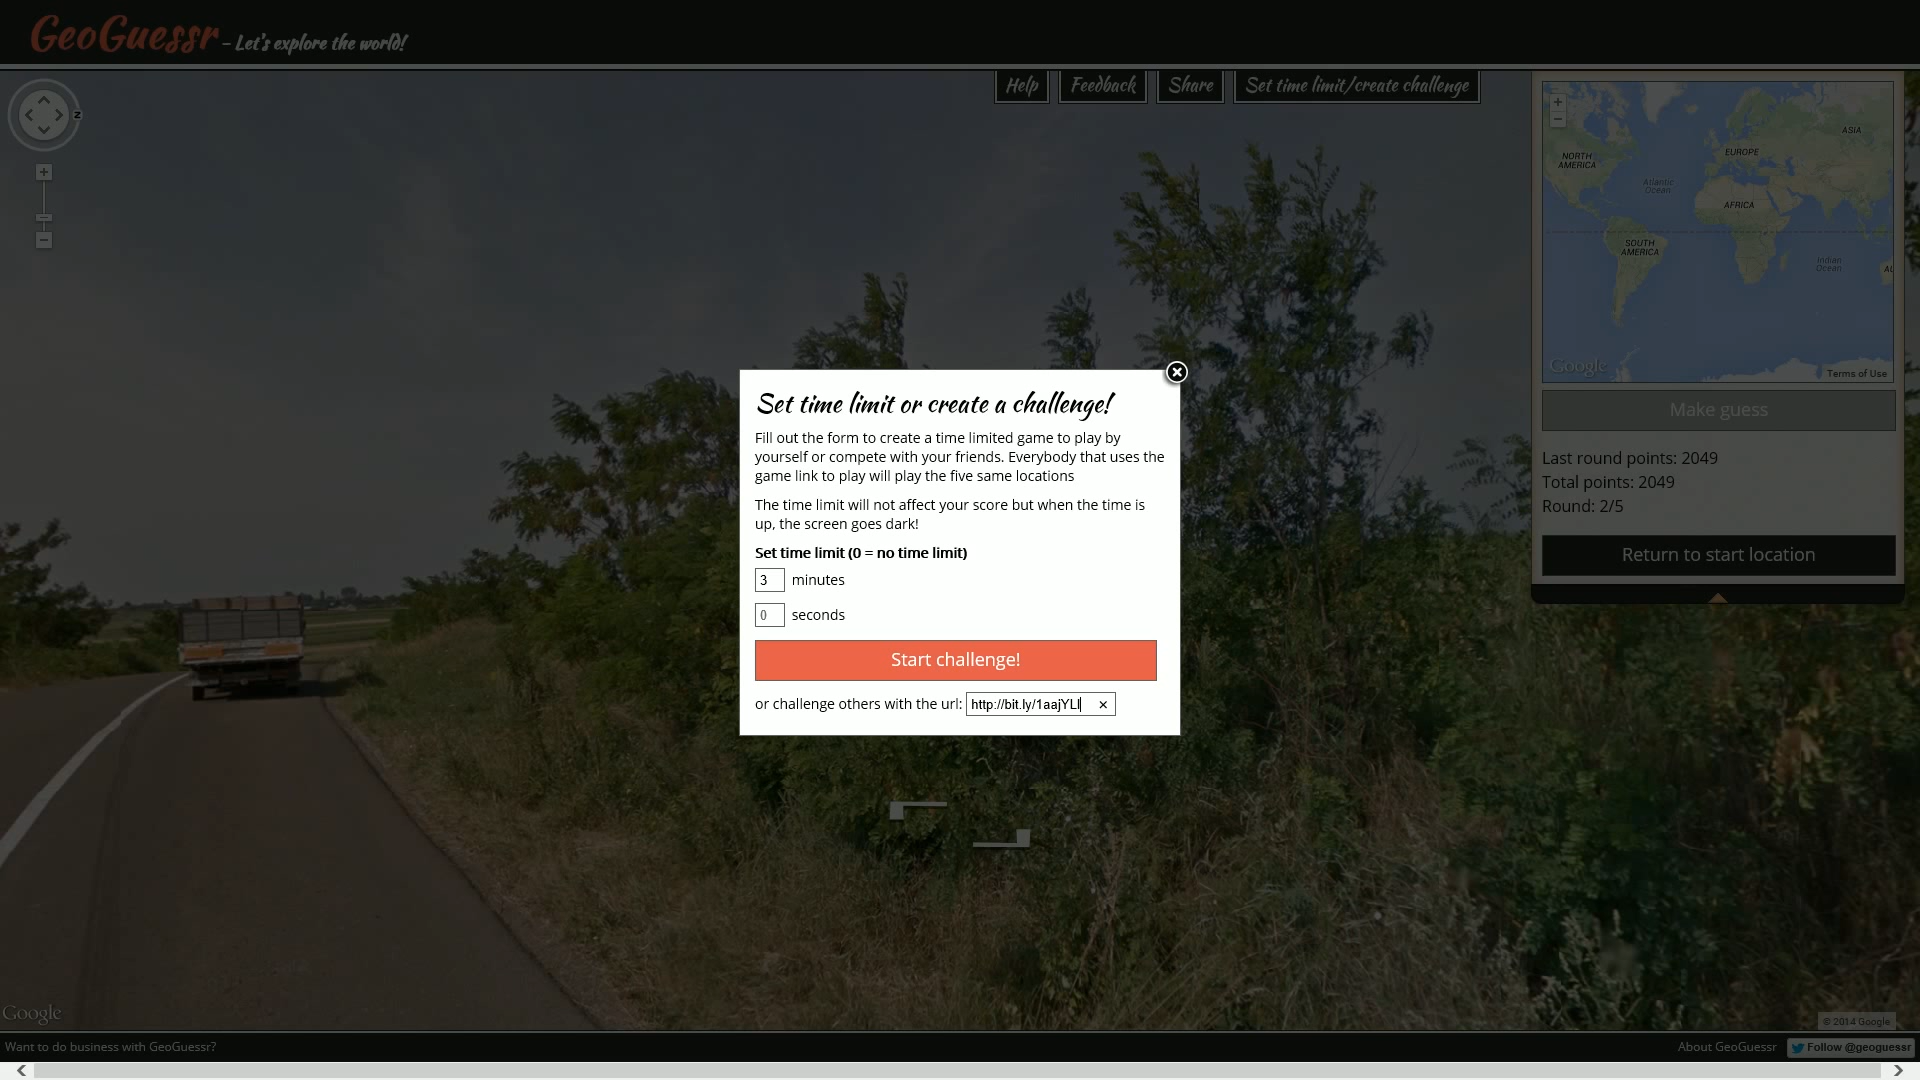 GeoGuessr – Let's explore the world!
Help
Feedback
Share
Set time limit/create challenge
z
+
−
+
−
NORTH AMERICA
Atlantic Ocean
EUROPE
ASIA
AFRICA
SOUTH AMERICA
Indian Ocean
AU
Google
Terms of Use
Make guess
Last round points: 2049
Total points: 2049
Round: 2/5
Return to start location
Set time limit or create a challenge!
Fill out the form to create a time limited game to play by
yourself or compete with your friends. Everybody that uses the
game link to play will play the five same locations
The time limit will not affect your score but when the time is
up, the screen goes dark!
Set time limit (0 = no time limit)
3 minutes
0 seconds
Start challenge!
or challenge others with the url: http://bit.ly/1aajYLl
Google
© 2014 Google
Want to do business with GeoGuessr?
About GeoGuessr
Follow @geoguessr